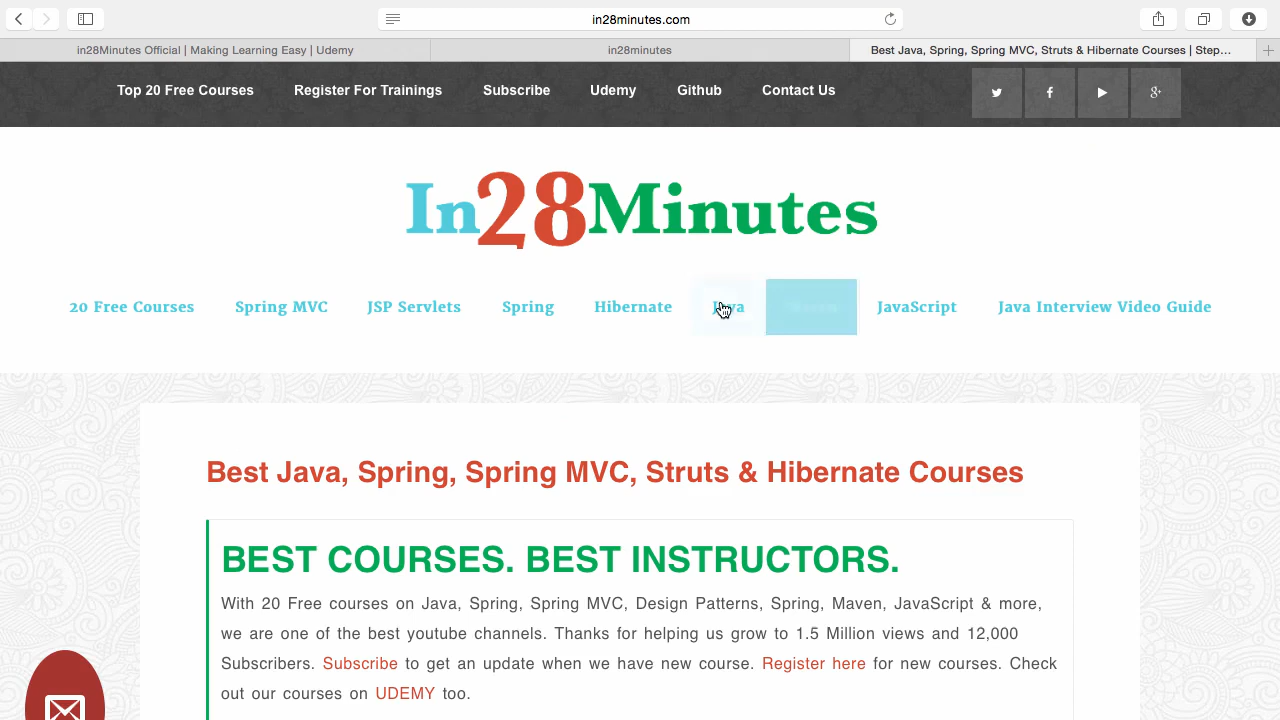 in28minutes.com
in28Minutes Official | Making Learning Easy | Udemy
in28minutes
Best Java, Spring, Spring MVC, Struts & Hibernate Courses | Step...
Top 20 Free Courses
Register For Trainings
Subscribe
Udemy
Github
Contact Us
In28Minutes
20 Free Courses
Spring MVC
JSP Servlets
Spring
Hibernate
JavaScript
Java Interview Video Guide
Best Java, Spring, Spring MVC, Struts & Hibernate Courses
BEST COURSES. BEST INSTRUCTORS.
With 20 Free courses on Java, Spring, Spring MVC, Design Patterns, Spring, Maven, JavaScript & more,
we are one of the best youtube channels. Thanks for helping us grow to 1.5 Million views and 12,000
Subscribers. Subscribe to get an update when we have new course. Register here for new courses. Check
out our courses on UDEMY too.